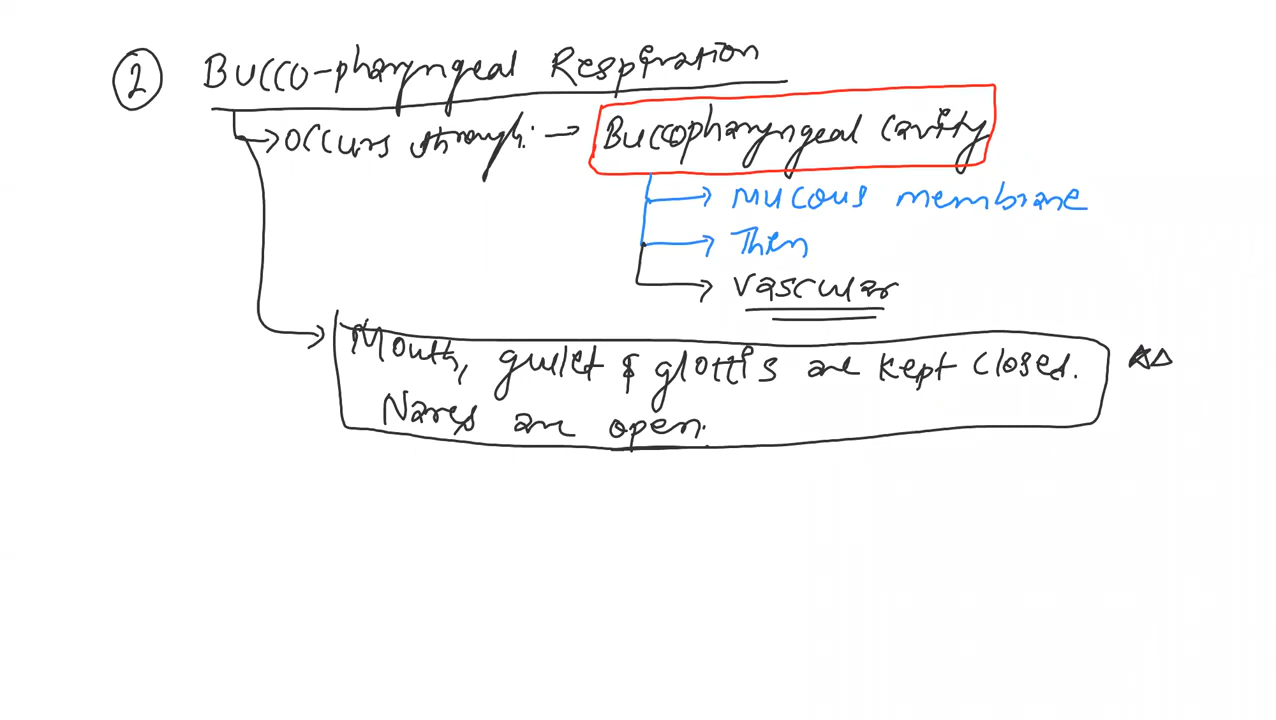 2 Bucco-pharyngeal Respiration
→ Occurs through: → Buccopharyngeal cavity
→ Mucous membrane
→ Then
→ Vascular
→ Mouth, gullet & glottis are kept closed.
Nares are open.